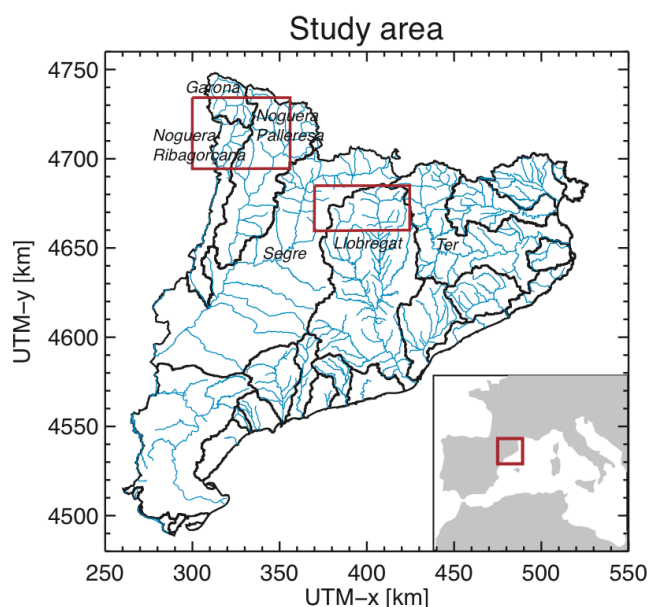 Study area
4750
4700
4650
4600
4550
4500
UTM-y [km]
Garona
Noguera
Palleresa
Noguera
Ribagorçana
Segre
Llobregat
Ter
250
300
350
400
450
500
550
UTM-x [km]